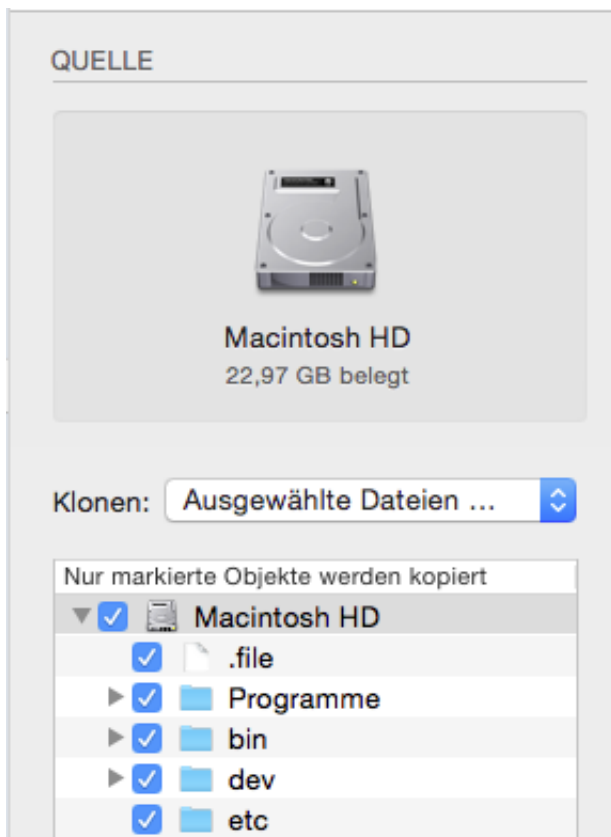 QUELLE
Macintosh HD
22,97 GB belegt
Klonen: Ausgewählte Dateien ...
Nur markierte Objekte werden kopiert
Macintosh HD
.file
Programme
bin
dev
etc